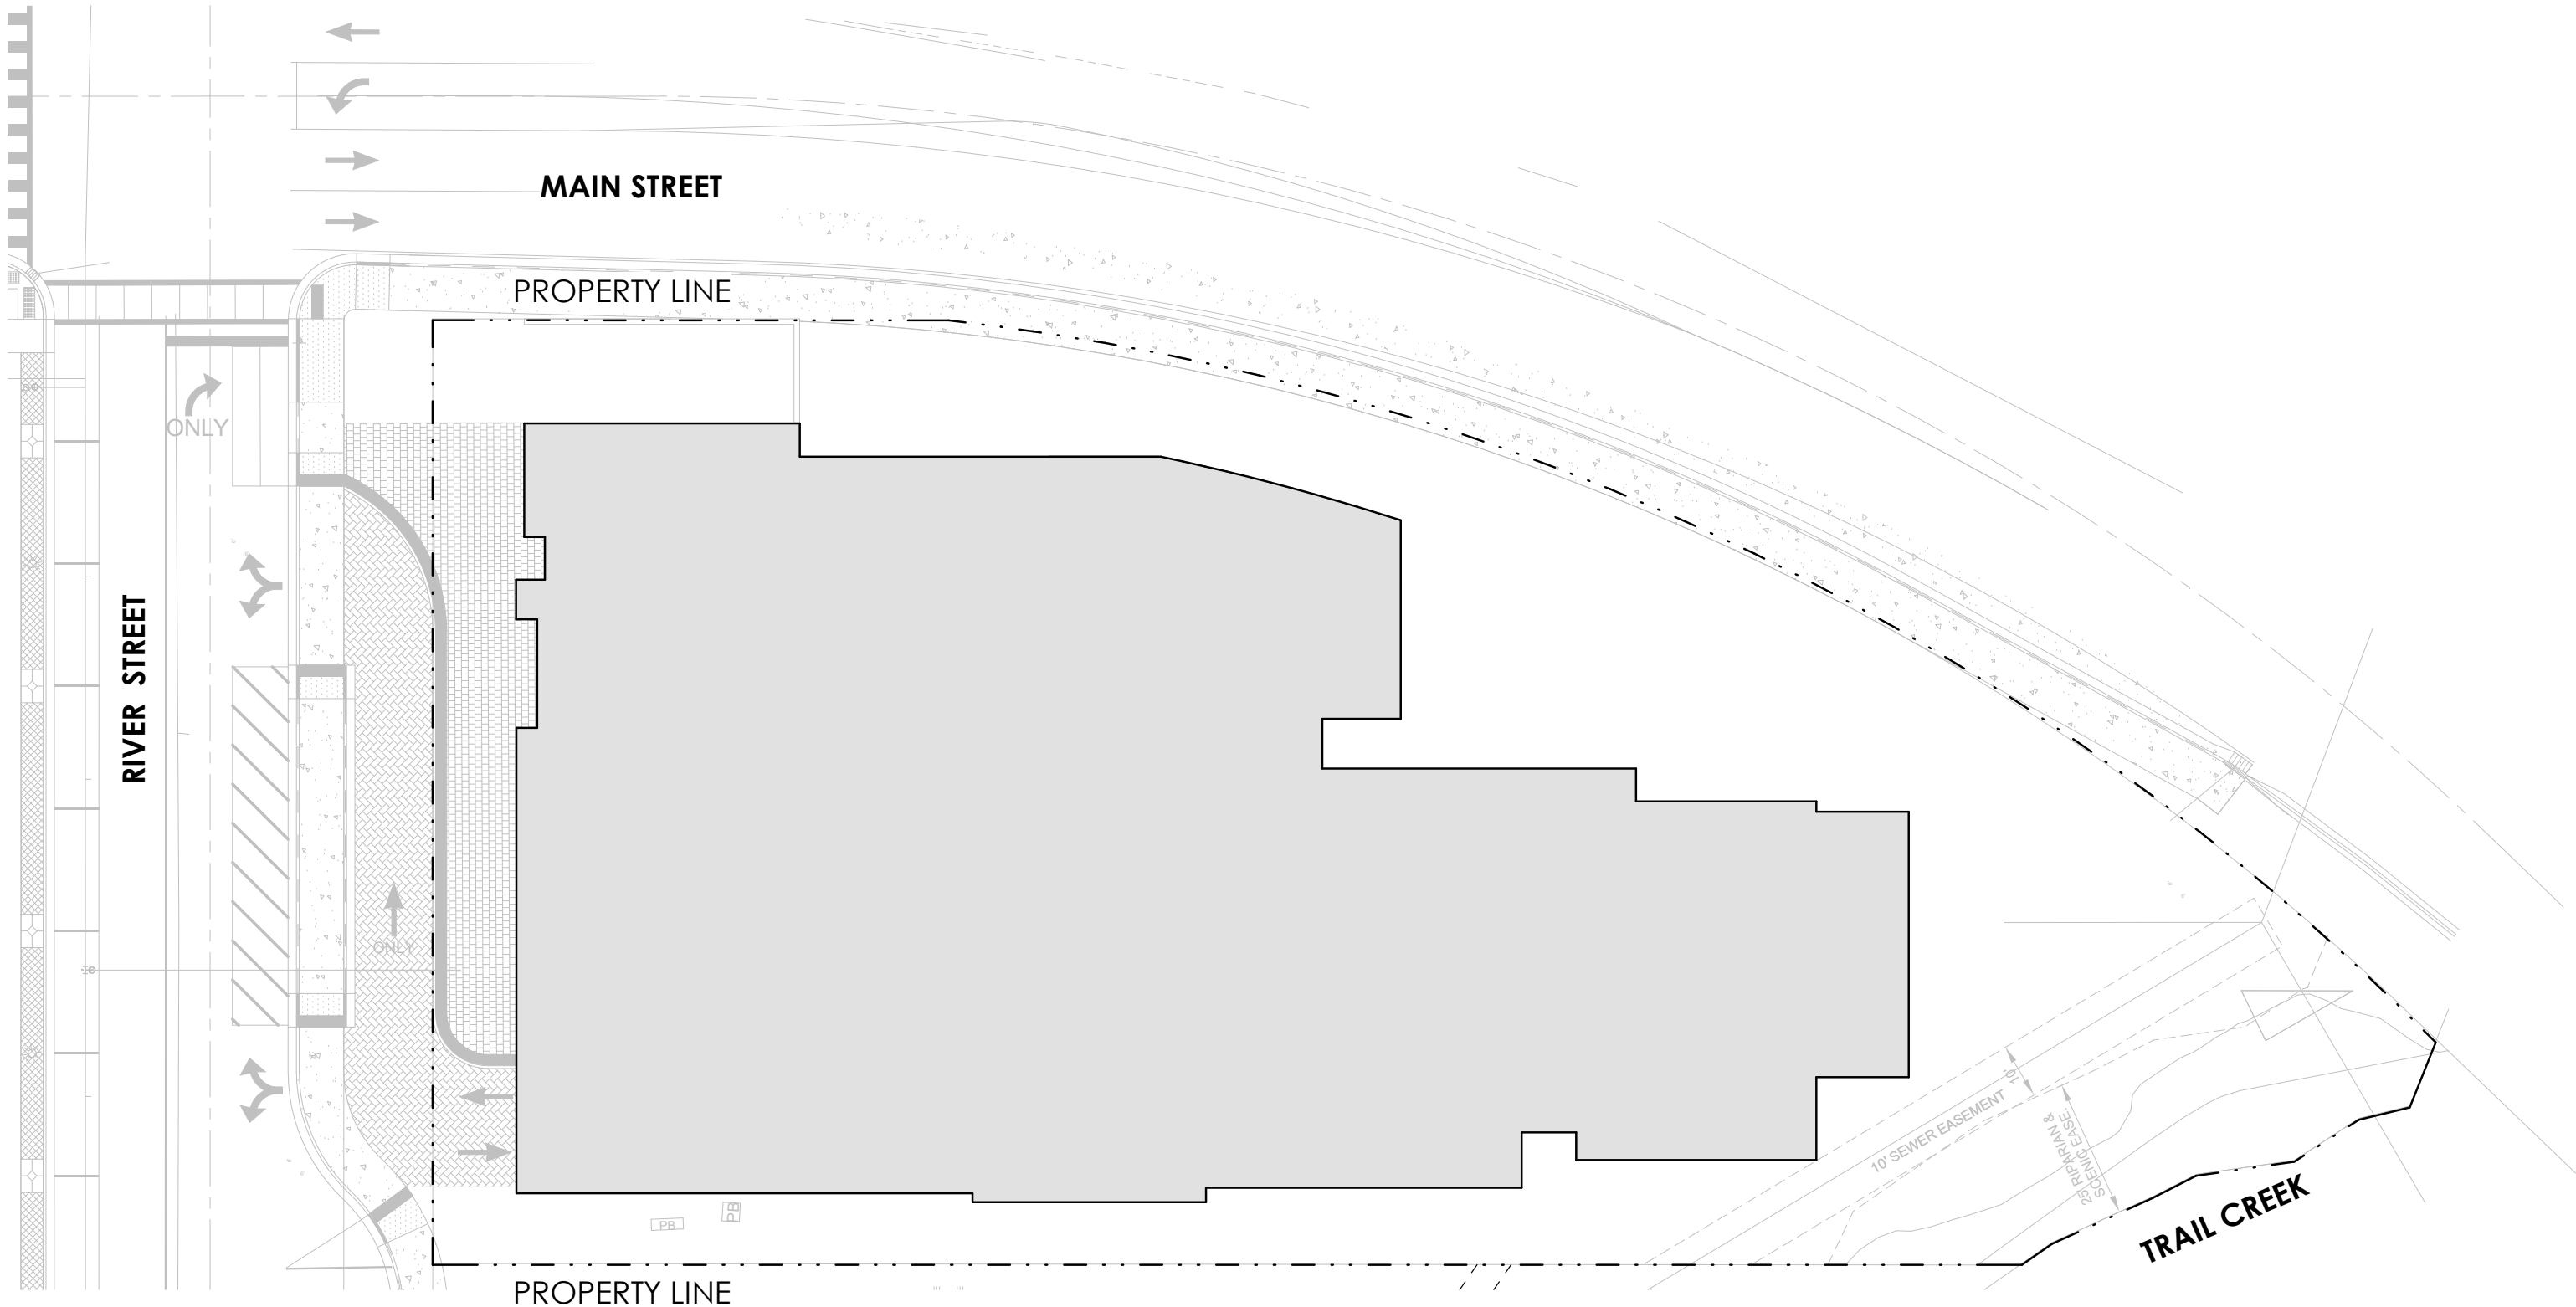 MAIN STREET
PROPERTY LINE
ONLY
RIVER STREET
ONLY
10'
10' SEWER EASEMENT
25' RIPARIAN &
SCENIC EASE.
TRAIL CREEK
PB
PB
PROPERTY LINE